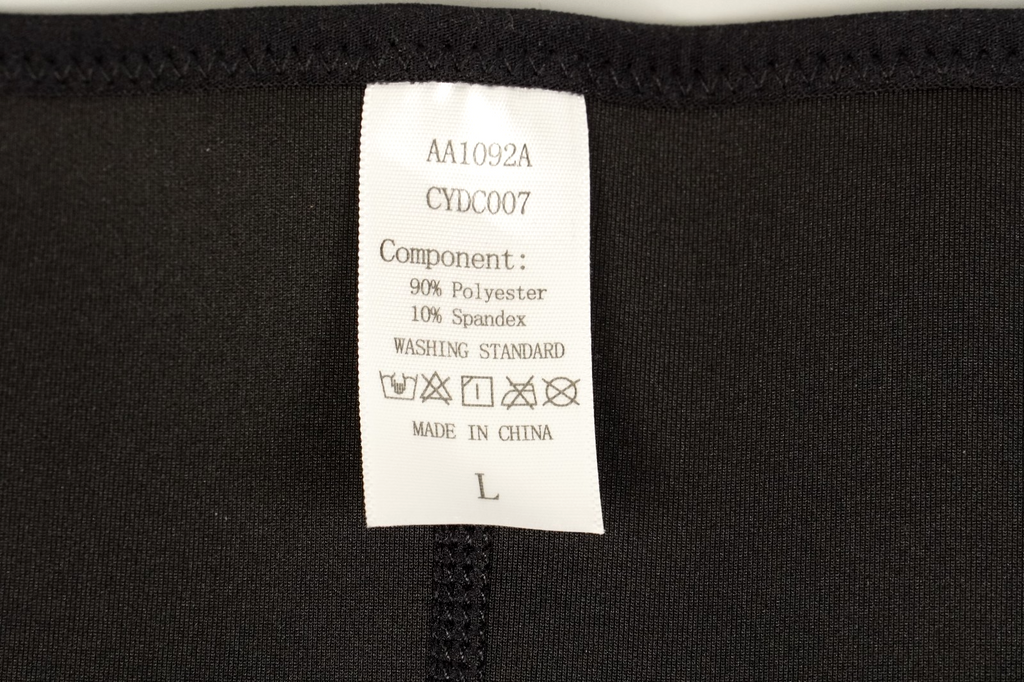 AA1092A
CYDC007
Component:
90% Polyester
10% Spandex
WASHING STANDARD
MADE IN CHINA
L